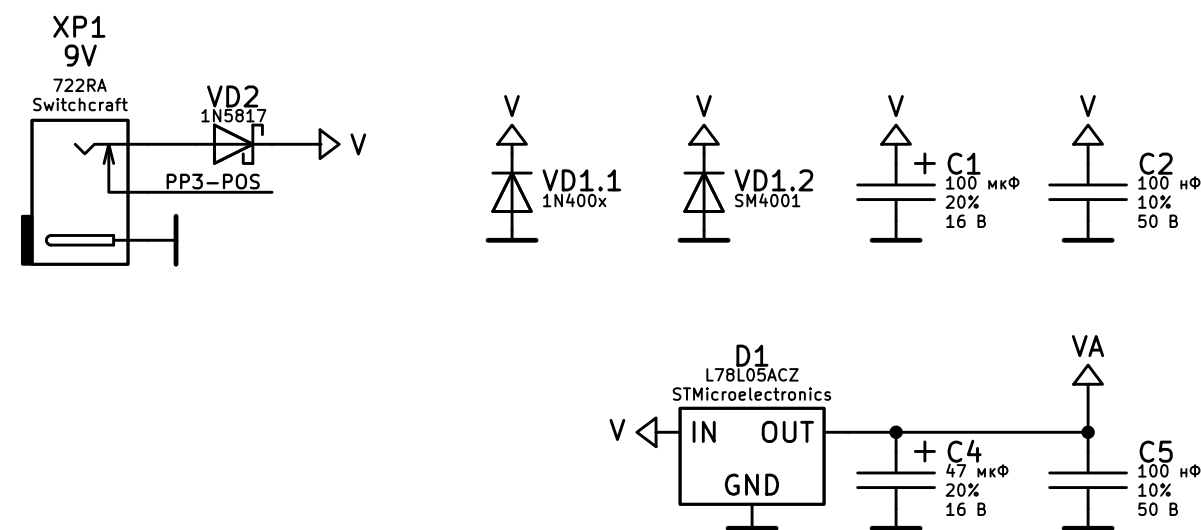 XP1
9V
722RA
Switchcraft
VD2
1N5817
V
PP3-POS
V
VD1.1
1N400x
V
VD1.2
SM4001
V
+ C1
100 мкФ
20%
16 В
V
C2
100 нФ
10%
50 В
D1
L78L05ACZ
STMicroelectronics
V
IN OUT
GND
+ C4
47 мкФ
20%
16 В
VA
C5
100 нФ
10%
50 В